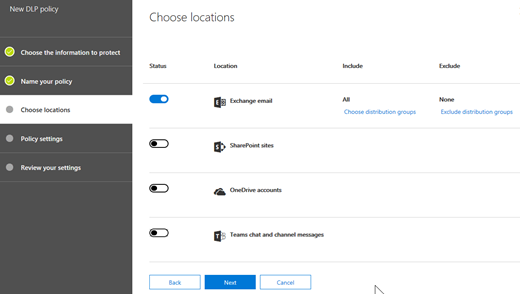 New DLP policy
Choose the information to protect
Name your policy
Choose locations
Policy settings
Review your settings
Choose locations
Status Location Include Exclude
Exchange email All None
Choose distribution groups Exclude distribution groups
SharePoint sites
OneDrive accounts
Teams chat and channel messages
Back Next Cancel